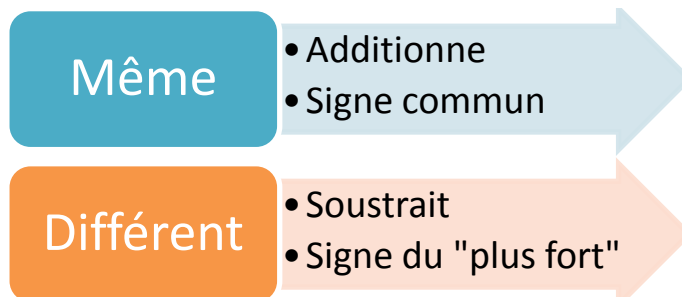 Même
• Additionne
• Signe commun
Différent
• Soustrait
• Signe du "plus fort"